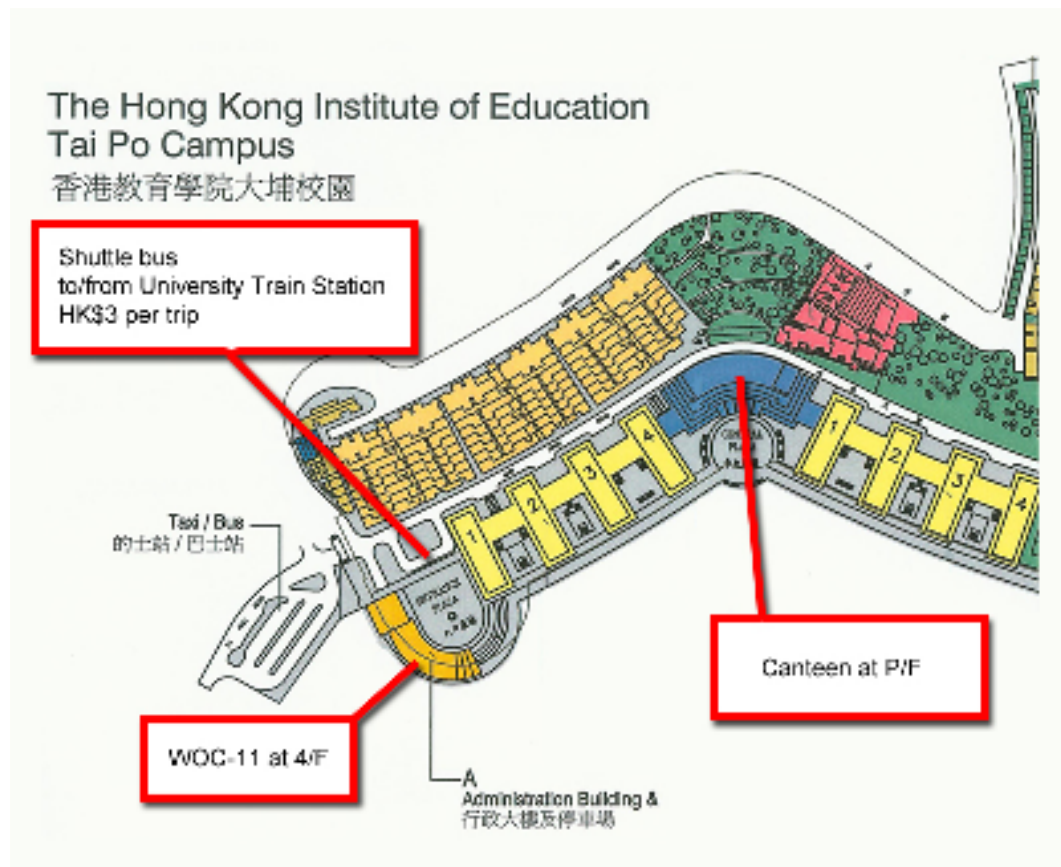 The Hong Kong Institute of Education
Tai Po Campus
香港教育學院大埔校園
Shuttle bus
to/from University Train Station
HK$3 per trip
4
3
2
1
1
2
3
4
Taxi / Bus
的士站 / 巴士站
PLAZA
Canteen at P/F
WOC-11 at 4/F
A
Administration Building &
行政大樓及停車場